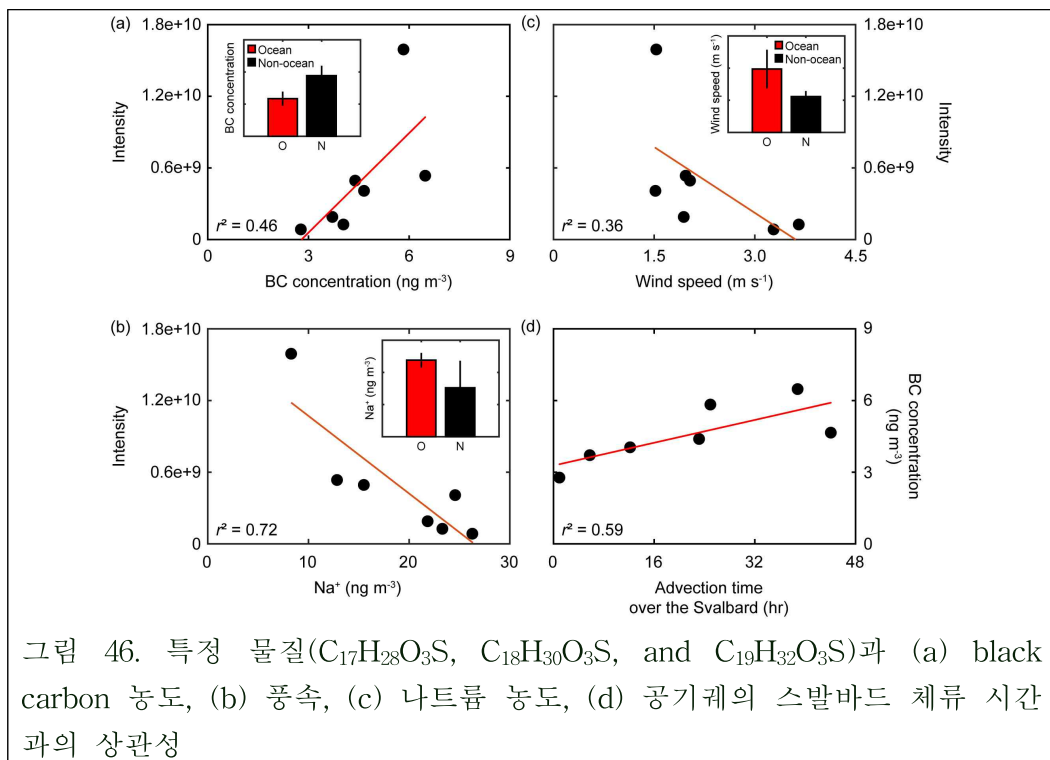 (a)
1.8e+10
1.2e+10
0.6e+9
0
Intensity
BC concentration
Ocean
Non-ocean
O N
r² = 0.46
0 3 6 9
BC concentration (ng m⁻³)
(c)
1.8e+10
1.2e+10
0.6e+9
0
Intensity
Wind speed (m s⁻¹)
Ocean
Non-ocean
O N
r² = 0.36
0 1.5 3.0 4.5
Wind speed (m s⁻¹)
(b)
1.8e+10
1.2e+10
0.6e+9
0
Intensity
Na⁺ (ng m⁻³)
O N
r² = 0.72
0 10 20 30
Na⁺ (ng m⁻³)
(d)
9
6
3
0
BC concentration
(ng m⁻³)
r² = 0.59
0 16 32 48
Advection time
over the Svalbard (hr)
그림 46. 특정 물질(C₁₇H₂₈O₃S, C₁₈H₃₀O₃S, and C₁₉H₃₂O₃S)과 (a) black
carbon 농도, (b) 풍속, (c) 나트륨 농도, (d) 공기궤의 스발바드 체류 시간
과의 상관성